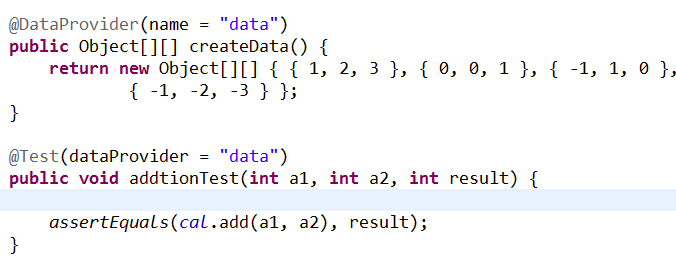 @DataProvider(name = "data")
public Object[][] createData() {
    return new Object[][] { { 1, 2, 3 }, { 0, 0, 1 }, { -1, 1, 0 },
            { -1, -2, -3 } };
}

@Test(dataProvider = "data")
public void addtionTest(int a1, int a2, int result) {

    assertEquals(cal.add(a1, a2), result);
}